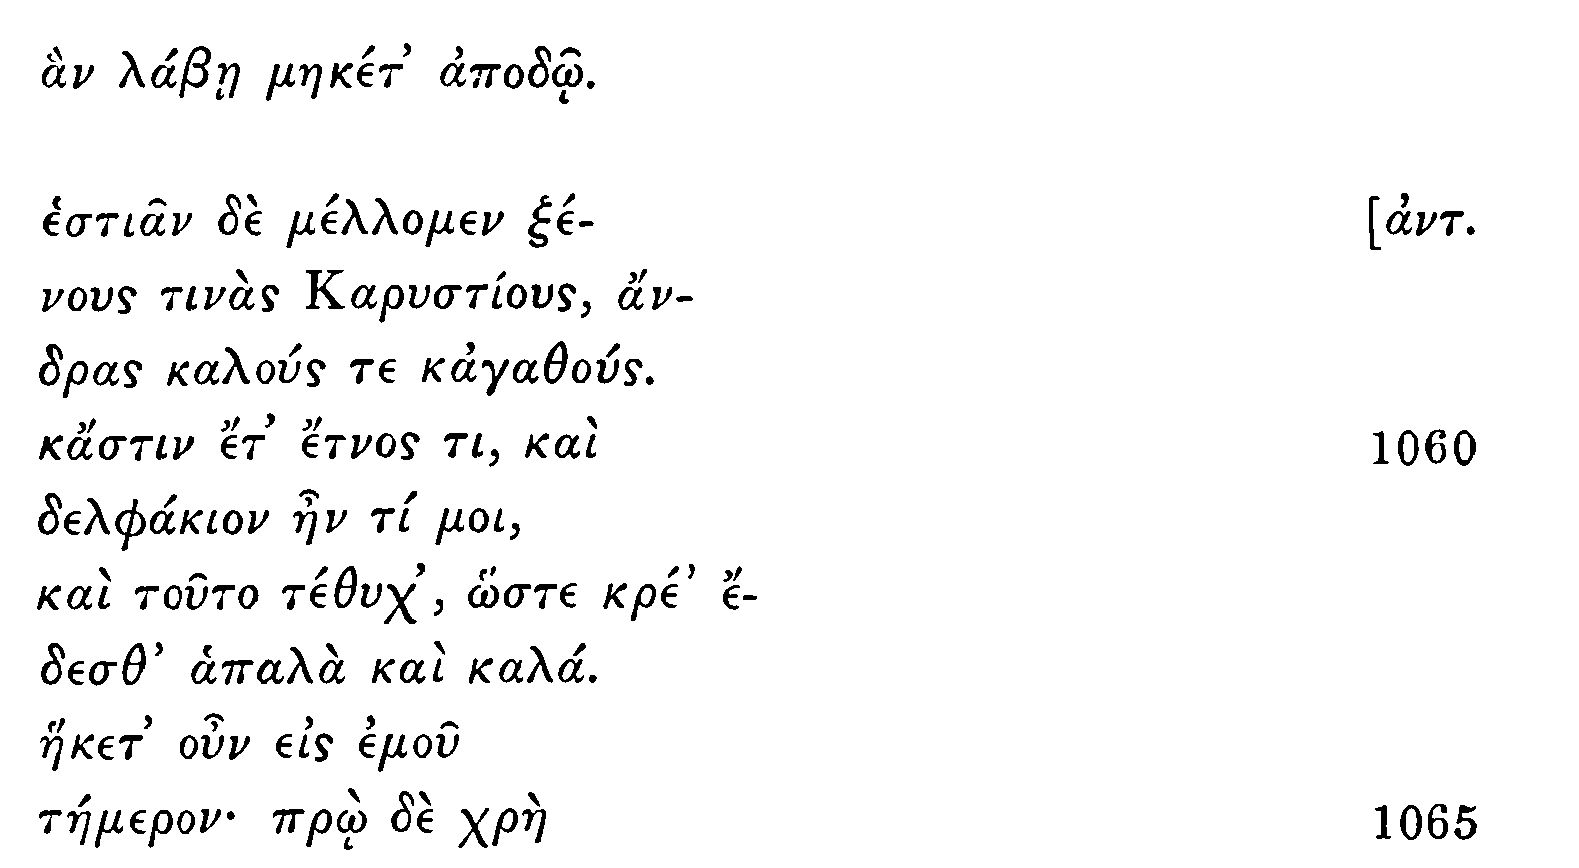 ἂν λάβῃ μηκέτ’ ἀποδῷ.
ἑστιᾶν δὲ μέλλομεν ξέ- [ἀντ.
νους τινὰς Καρυστίους, ἄν-
δρας καλούς τε κἀγαθούς.
κἄστιν ἔτ’ ἔτνος τι, καὶ 1060
δελφάκιον ἦν τί μοι,
καὶ τοῦτο τέθυχ’, ὥστε κρέ’ ἔ-
δεσθ’ ἁπαλὰ καὶ καλά.
ἥκετ’ οὖν εἰς ἐμοῦ
τήμερον· πρῲ δὲ χρὴ 1065